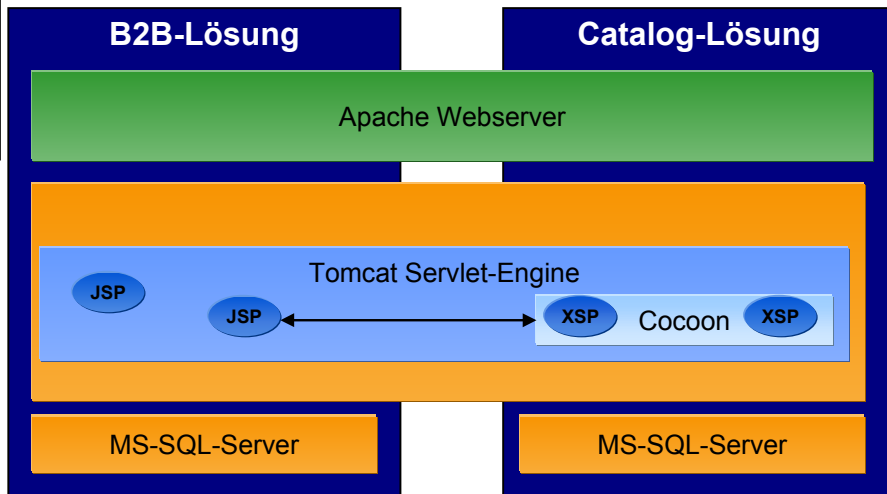 B2B-Lösung
Catalog-Lösung
Apache Webserver
Tomcat Servlet-Engine
JSP
JSP
XSP
Cocoon
XSP
MS-SQL-Server
MS-SQL-Server